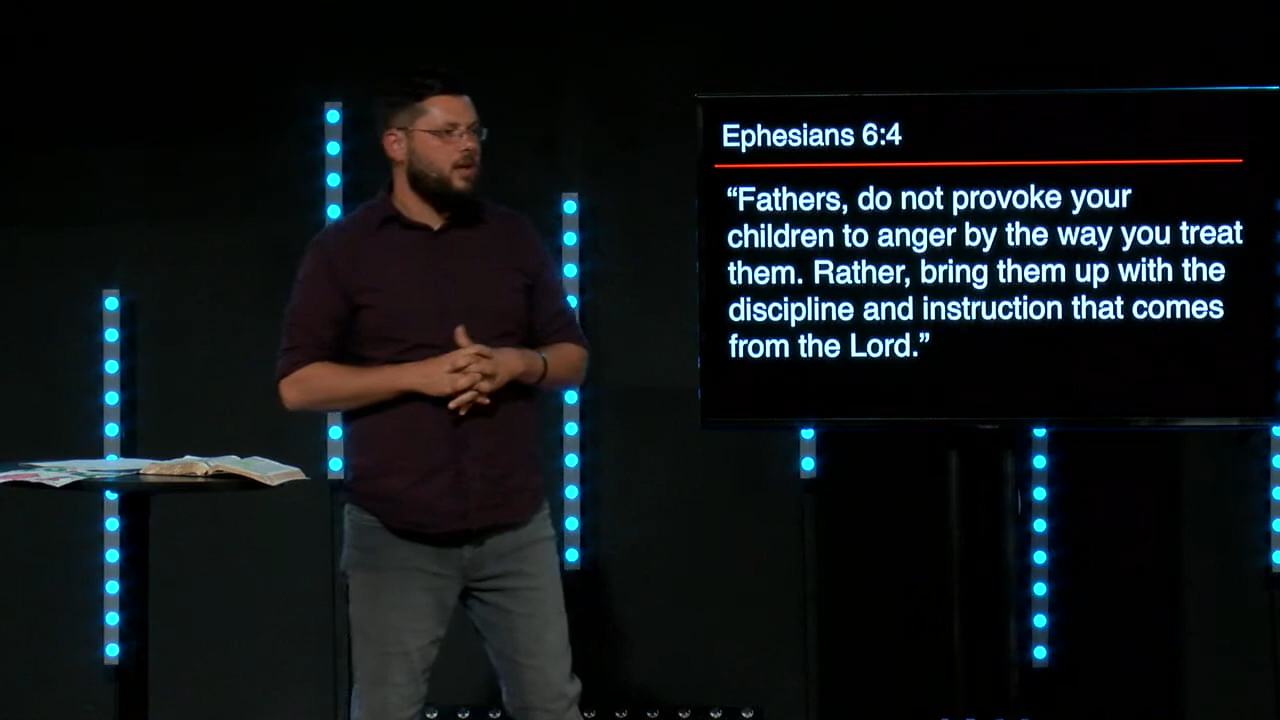 Ephesians 6:4
“Fathers, do not provoke your
children to anger by the way you treat
them. Rather, bring them up with the
discipline and instruction that comes
from the Lord.”